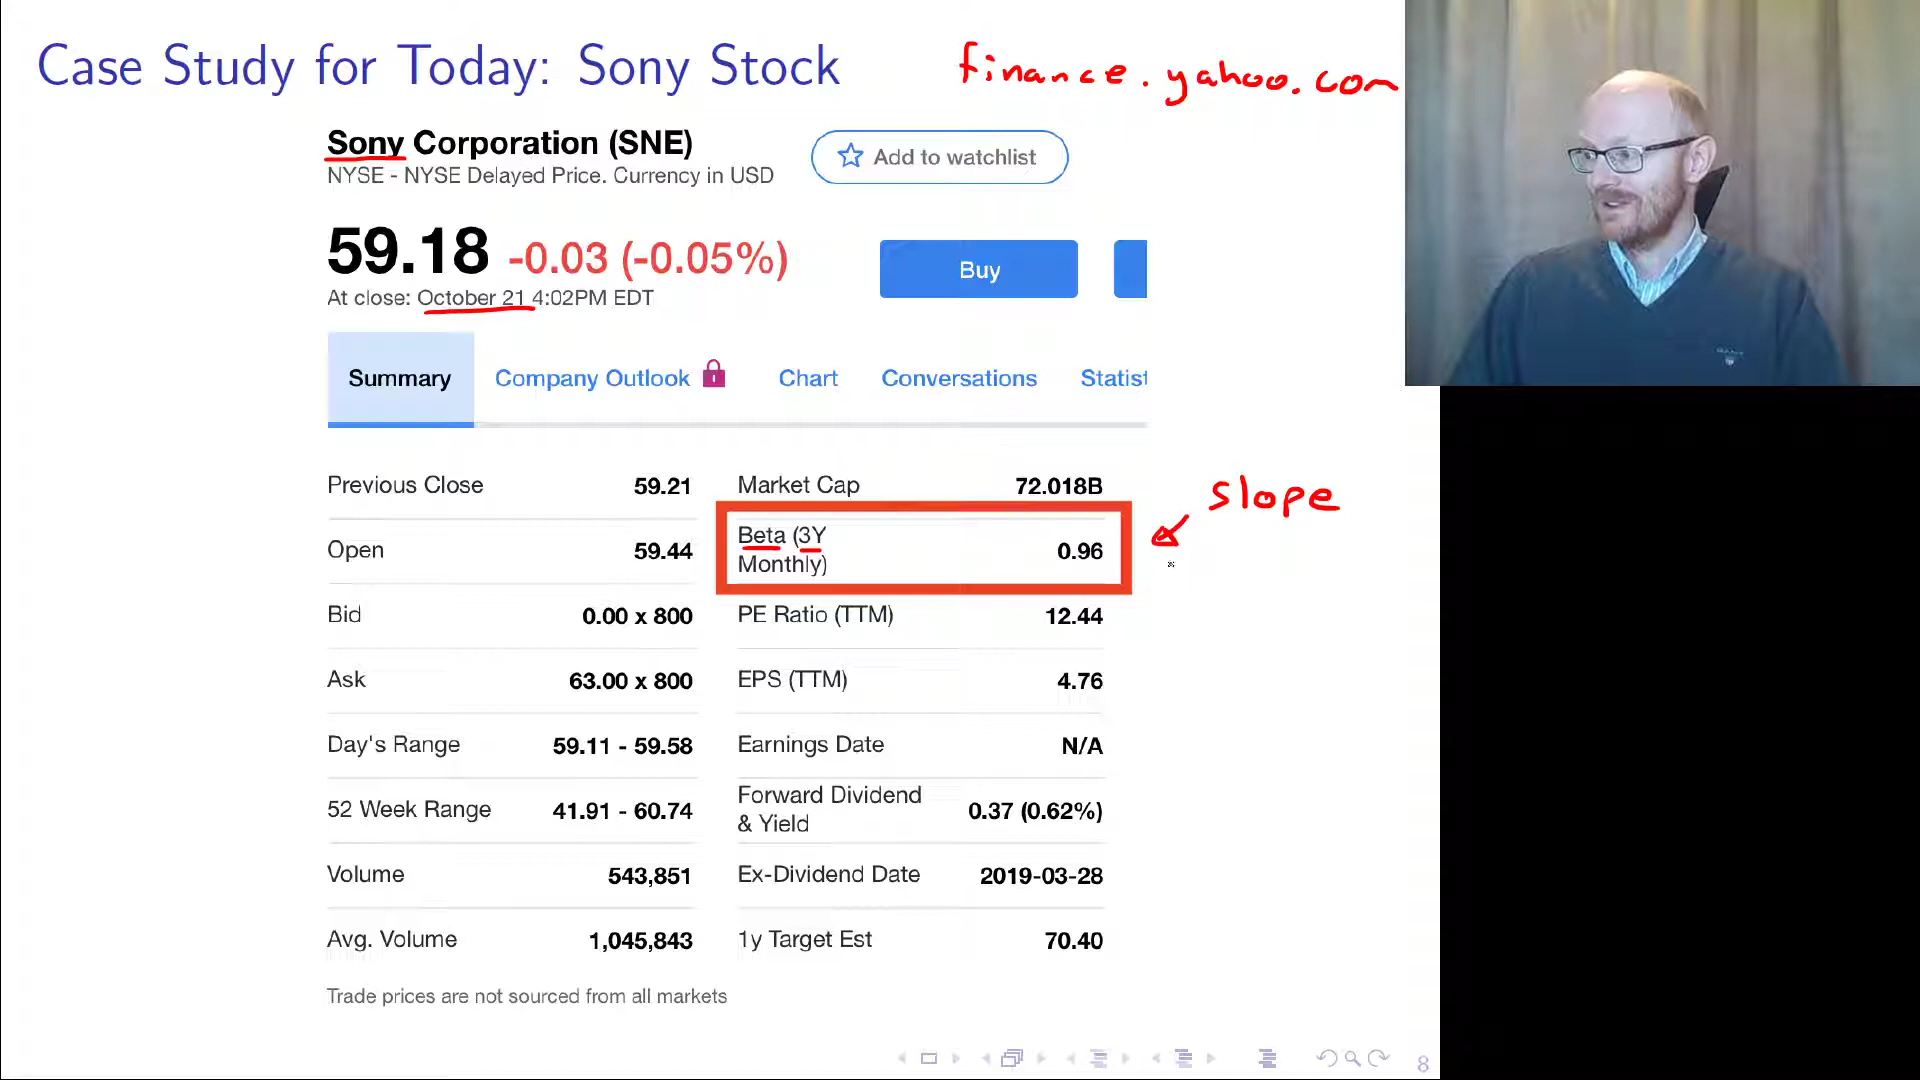 Case Study for Today: Sony Stock
finance.yahoo.com
Sony Corporation (SNE)
NYSE - NYSE Delayed Price. Currency in USD
Add to watchlist
59.18 -0.03 (-0.05%)
At close: October 21 4:02PM EDT
Buy
Summary Company Outlook Chart Conversations Statist
Previous Close 59.21
Open 59.44
Bid 0.00 x 800
Ask 63.00 x 800
Day's Range 59.11 - 59.58
52 Week Range 41.91 - 60.74
Volume 543,851
Avg. Volume 1,045,843
Market Cap 72.018B
Beta (3Y
Monthly) 0.96
slope
PE Ratio (TTM) 12.44
EPS (TTM) 4.76
Earnings Date N/A
Forward Dividend
& Yield 0.37 (0.62%)
Ex-Dividend Date 2019-03-28
1y Target Est 70.40
Trade prices are not sourced from all markets
8